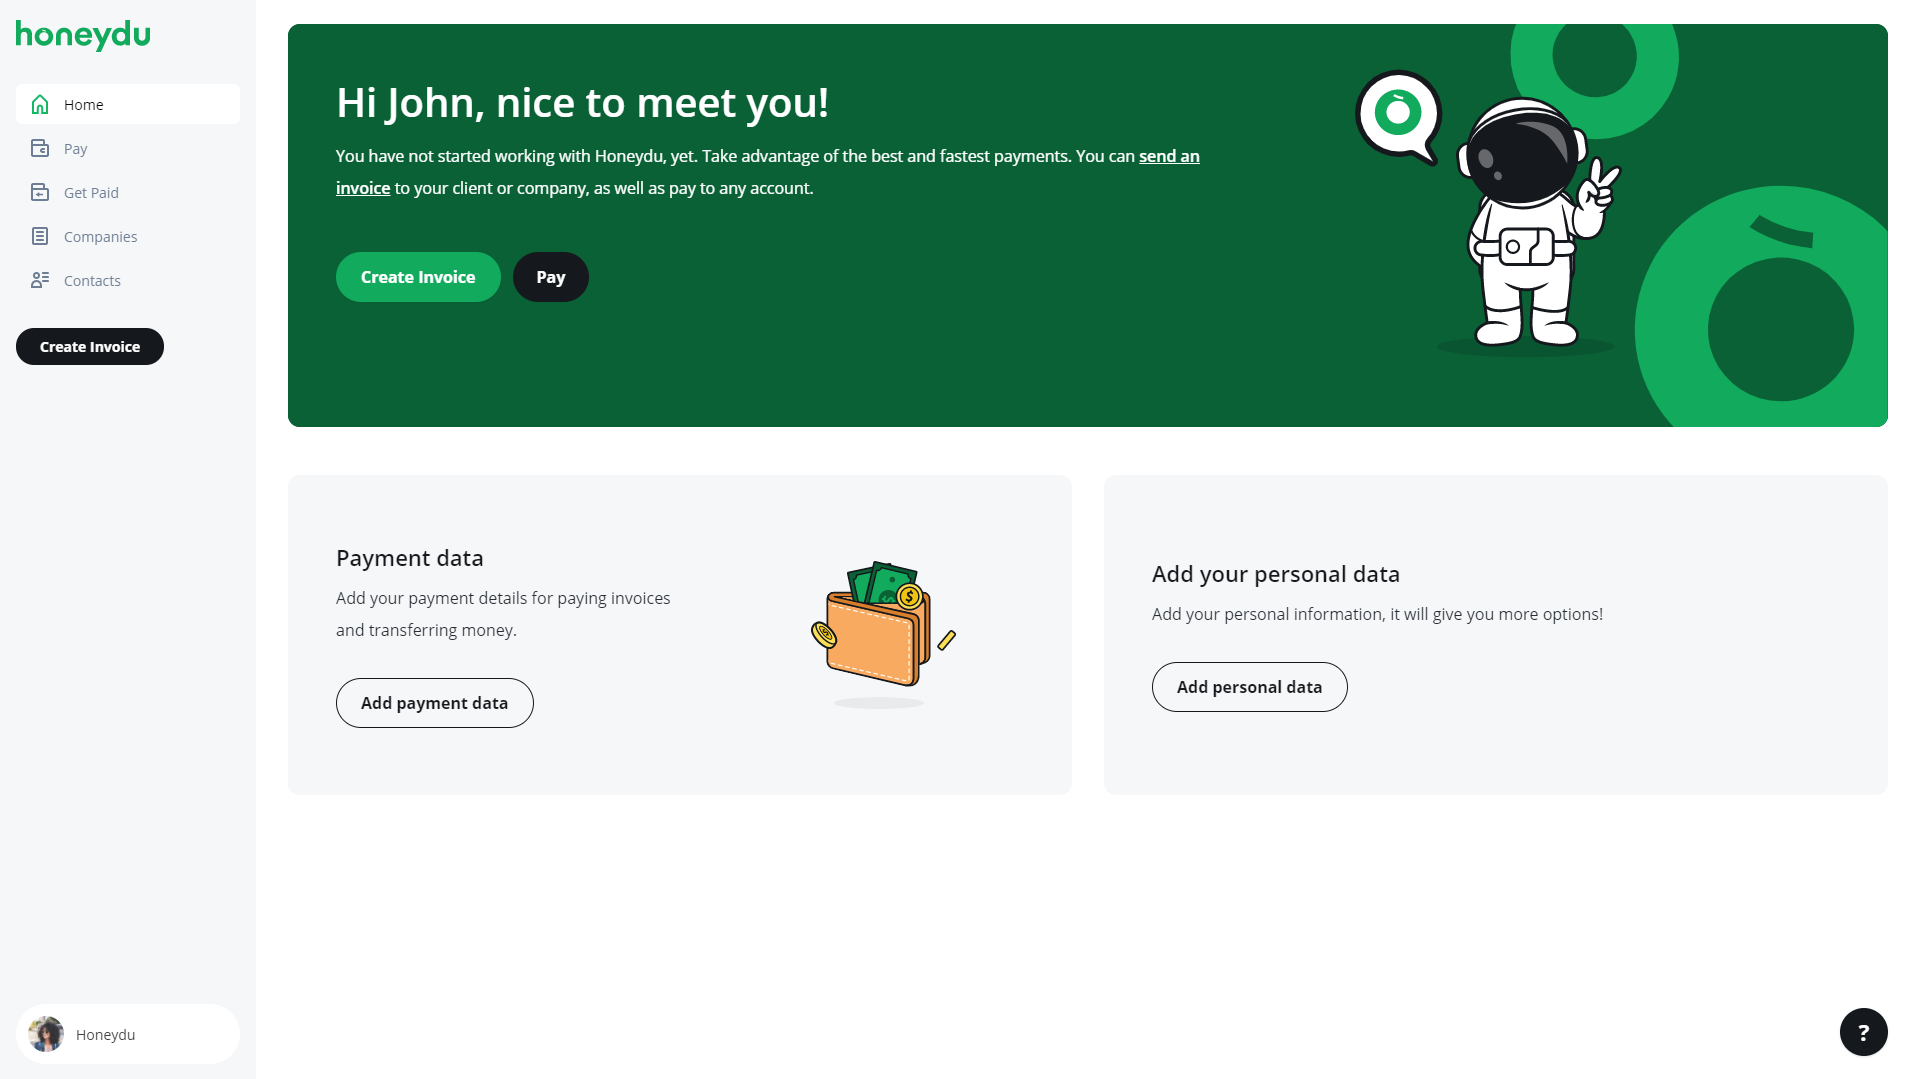 honeydu
Home
Pay
Get Paid
Companies
Contacts
Create Invoice
Honeydu
Hi John, nice to meet you!
You have not started working with Honeydu, yet. Take advantage of the best and fastest payments. You can send an
invoice to your client or company, as well as pay to any account.
Create Invoice
Pay
Payment data
Add your payment details for paying invoices
and transferring money.
Add payment data
$
Add your personal data
Add your personal information, it will give you more options!
Add personal data
?